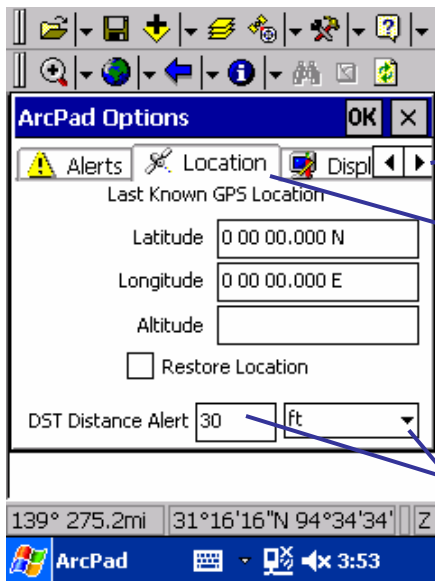 ArcPad Options OK
Alerts Location Displ
Last Known GPS Location
Latitude 0 00 00.000 N
Longitude 0 00 00.000 E
Altitude
Restore Location
DST Distance Alert 30 ft
139° 275.2mi 31°16'16"N 94°34'34' Z
ArcPad 3:53